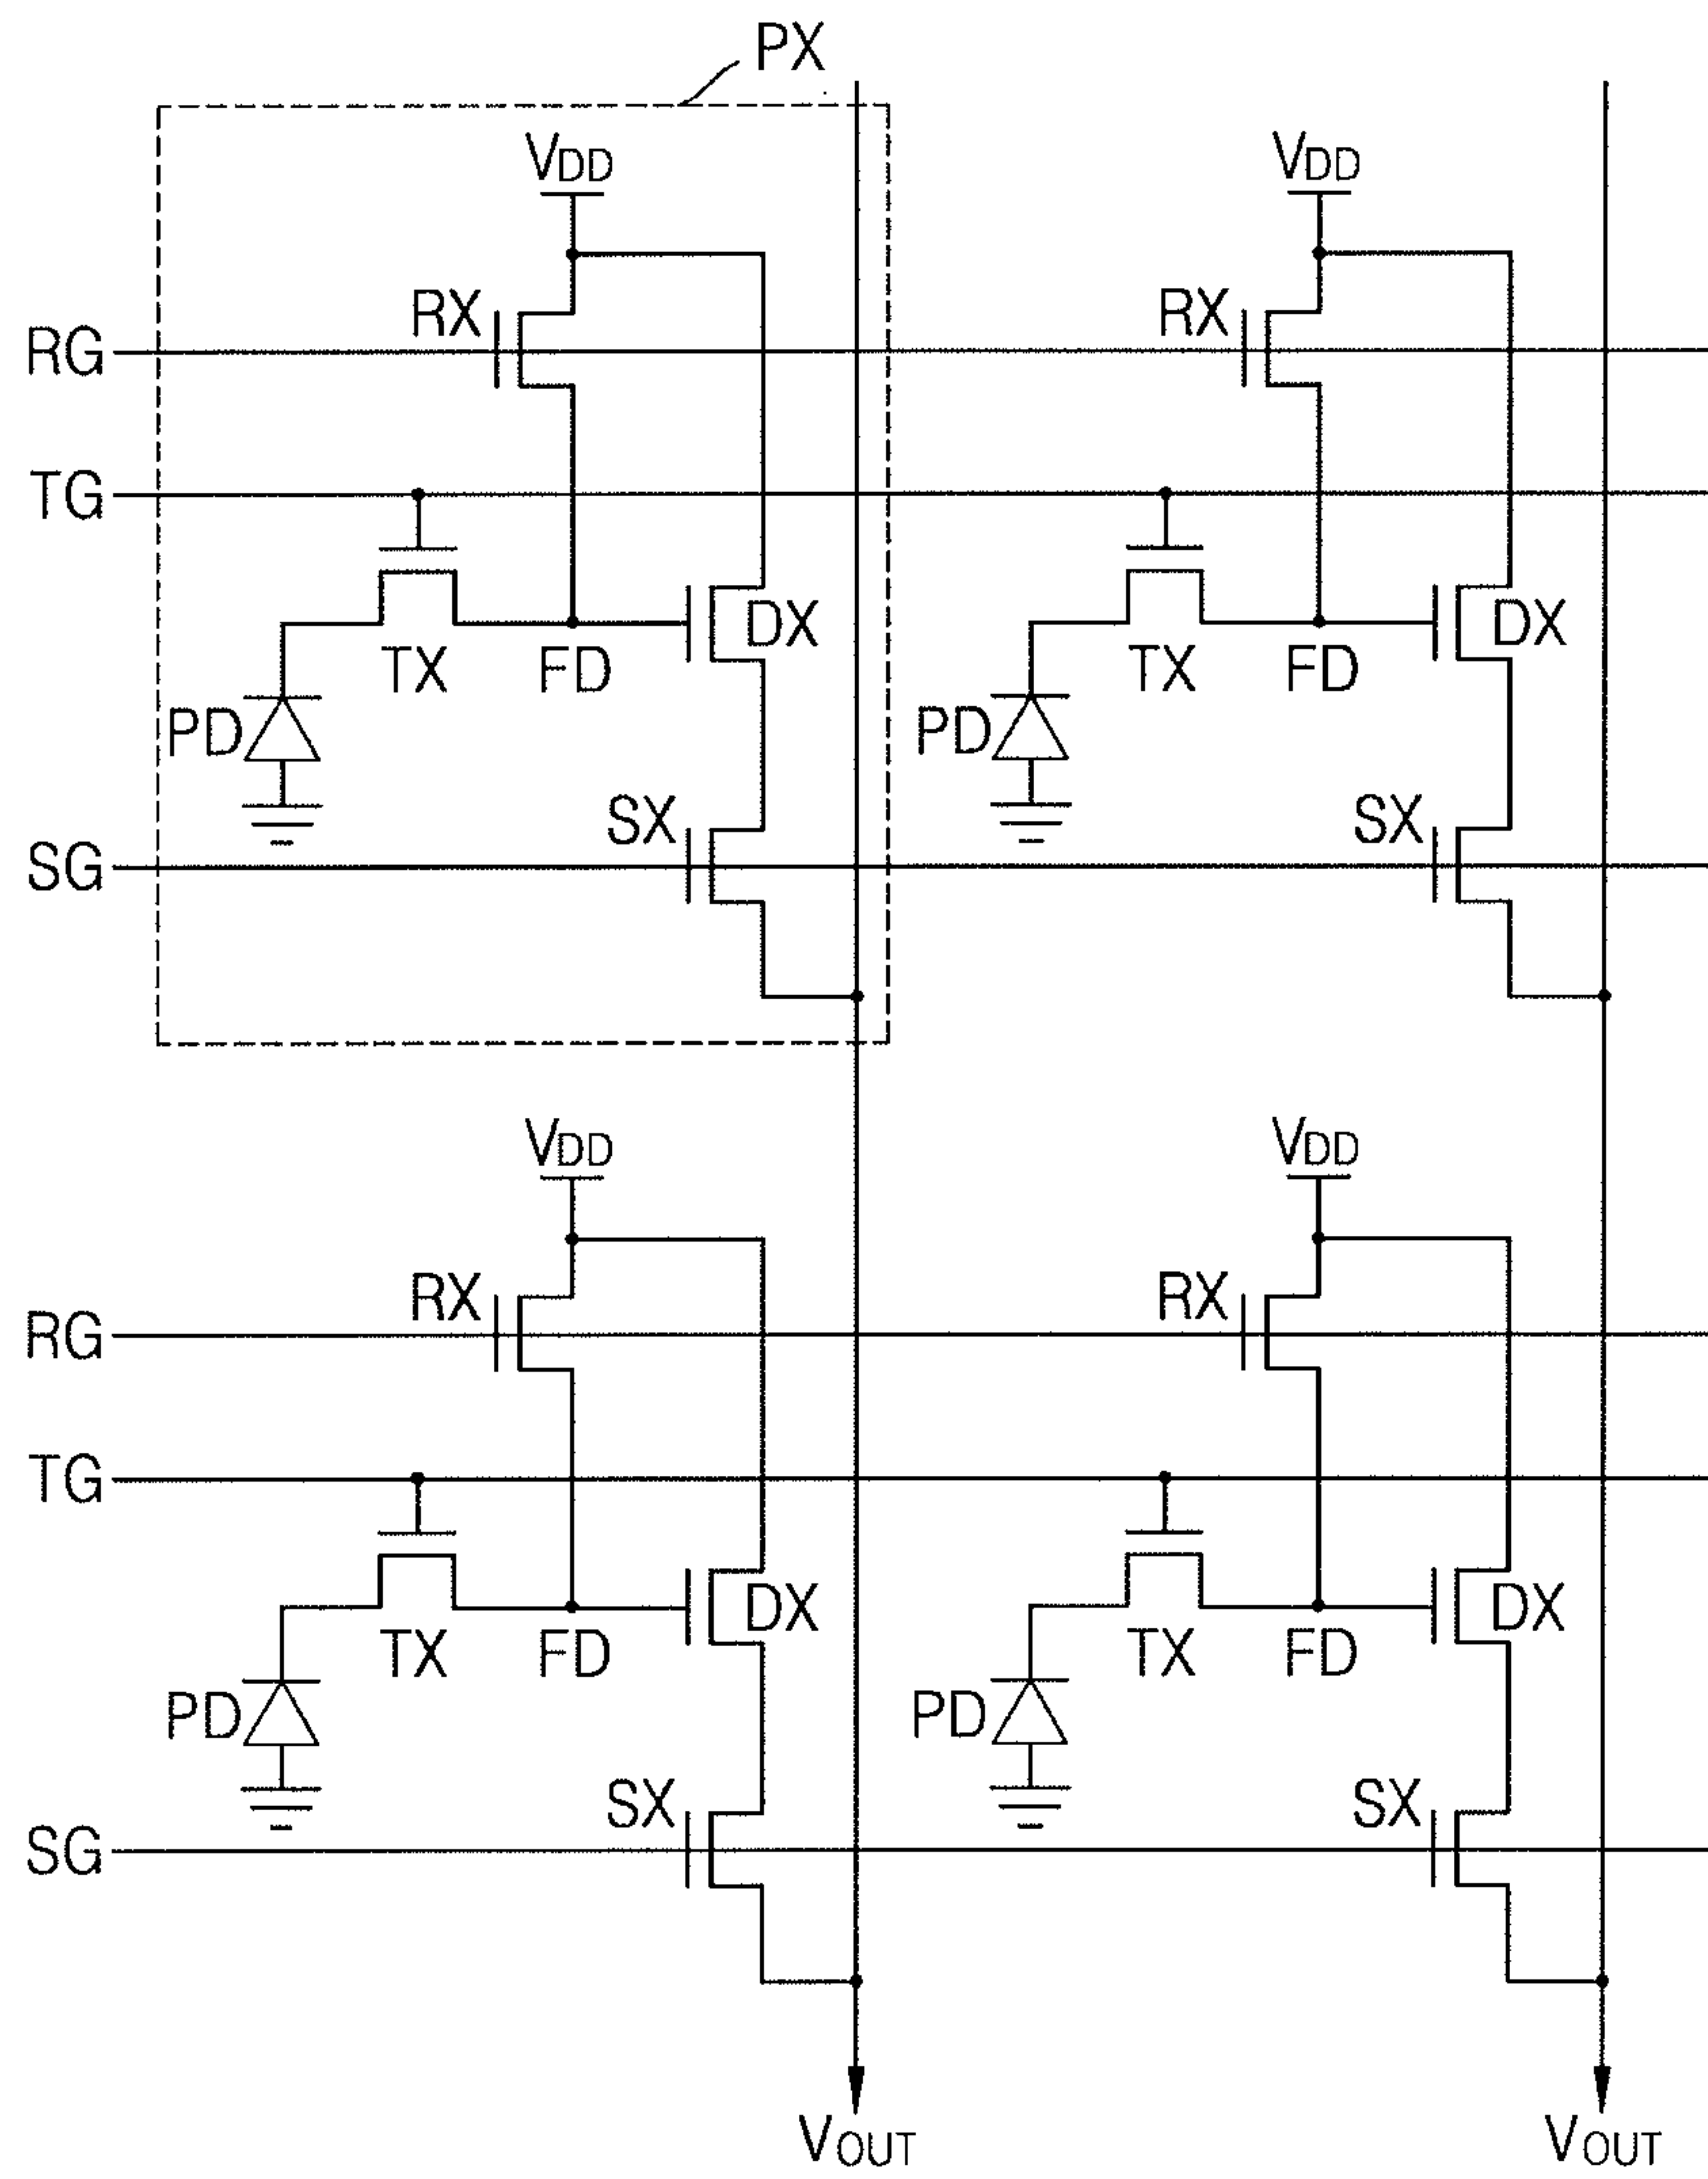 PX
VDD VDD
RX RX
RG
TG
DX DX
TX FD TX FD
PD PD
SX SX
SG
VDD VDD
RX RX
RG
TG
DX DX
TX FD TX FD
PD PD
SX SX
SG
VOUT VOUT